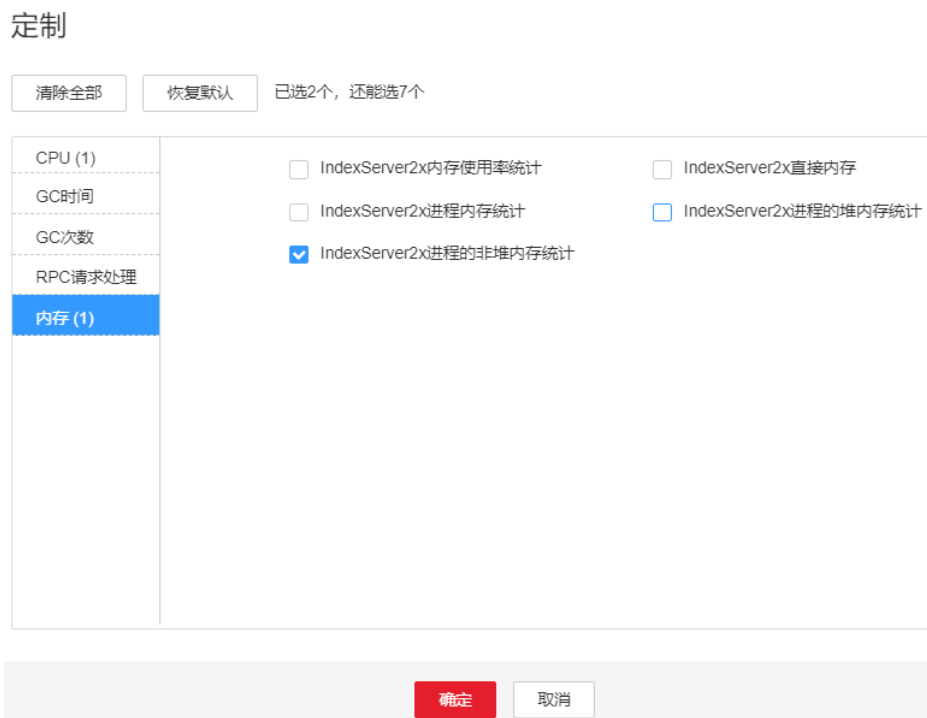 定制
清除全部 恢复默认 已选2个，还能选7个
CPU (1)
GC时间
GC次数
RPC请求处理
内存 (1)
IndexServer2x内存使用率统计 IndexServer2x直接内存
IndexServer2x进程内存统计 IndexServer2x进程的堆内存统计
IndexServer2x进程的非堆内存统计
确定 取消